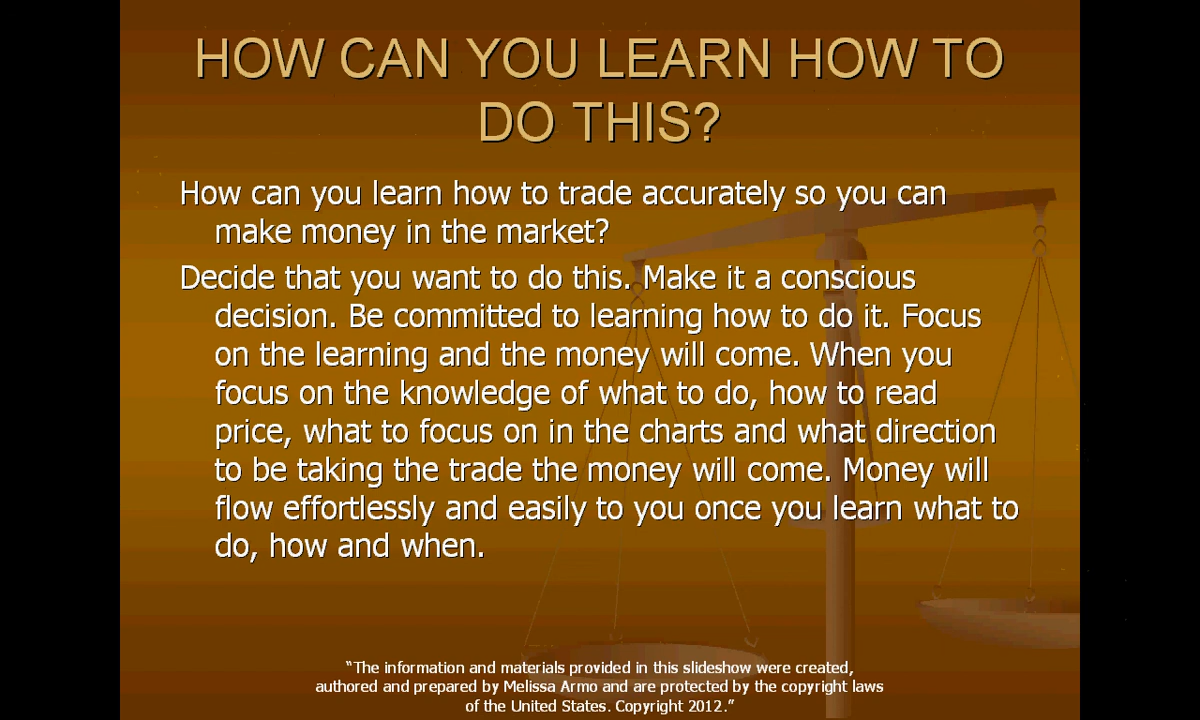 HOW CAN YOU LEARN HOW TO
DO THIS?
How can you learn how to trade accurately so you can
make money in the market?
Decide that you want to do this. Make it a conscious
decision. Be committed to learning how to do it. Focus
on the learning and the money will come. When you
focus on the knowledge of what to do, how to read
price, what to focus on in the charts and what direction
to be taking the trade the money will come. Money will
flow effortlessly and easily to you once you learn what to
do, how and when.
“The information and materials provided in this slideshow were created,
authored and prepared by Melissa Armo and are protected by the copyright laws
of the United States. Copyright 2012.”